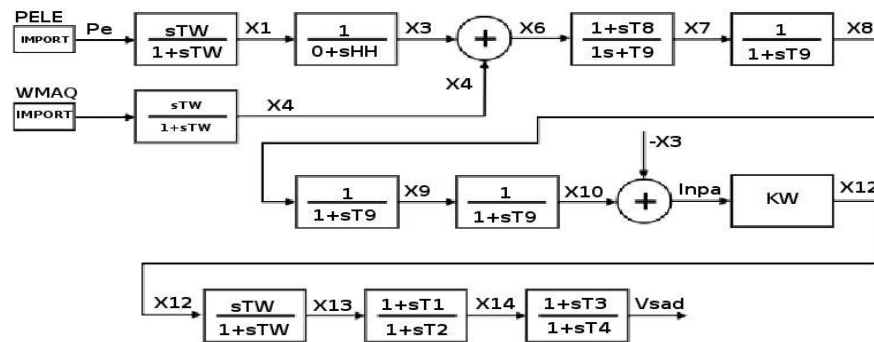 PELE
IMPORT Pe sTW X1 1 X3 + X6 1+sT8 X7 1 X8
1+sTW 0+sHH 1s+T9 1+sT9
WMAQ X4
IMPORT sTW X4
1+sTW
-X3
1 X9 1 X10 + Inpa KW X12
1+sT9 1+sT9
X12 sTW X13 1+sT1 X14 1+sT3 Vsad
1+sTW 1+sT2 1+sT4